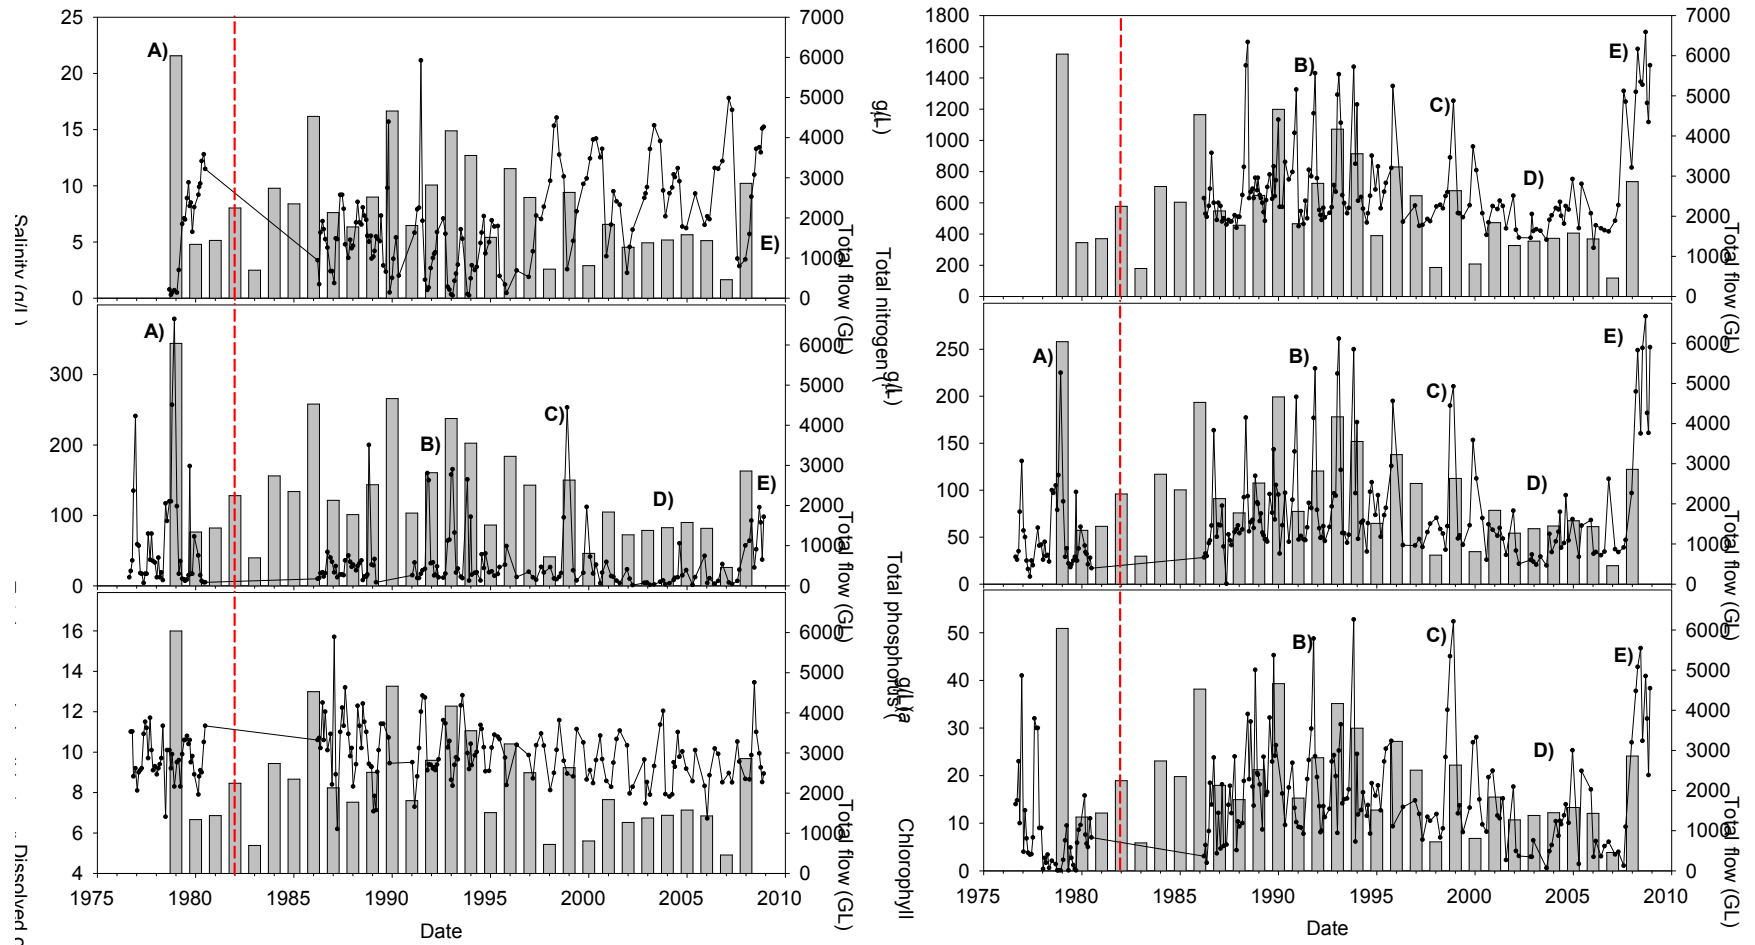 25
20
15
10
5
0
A)
E)
7000
6000
5000
4000
3000
2000
1000
0
Salinity (g/L)
Total flow (GL)
300
200
100
0
A)
B)
C)
D)
E)
6000
5000
4000
3000
2000
1000
0
Total flow (GL)
16
14
12
10
8
6
4
6000
5000
4000
3000
2000
1000
0
Dissolved o
Total flow (GL)
1975 1980 1985 1990 1995 2000 2005 2010
Date
1800
1600
1400
1200
1000
800
600
400
200
0
B)
C)
D)
E)
7000
6000
5000
4000
3000
2000
1000
0
Total nitrogen (
g/L)
Total flow (GL)
250
200
150
100
50
0
A)
B)
C)
D)
E)
6000
5000
4000
3000
2000
1000
0
Total phosphorus (
g/L)
Total flow (GL)
50
40
30
20
10
0
B)
C)
D)
E)
6000
5000
4000
3000
2000
1000
0
Chlorophyll
a
g/L)
Total flow (GL)
1975 1980 1985 1990 1995 2000 2005 2010
Date